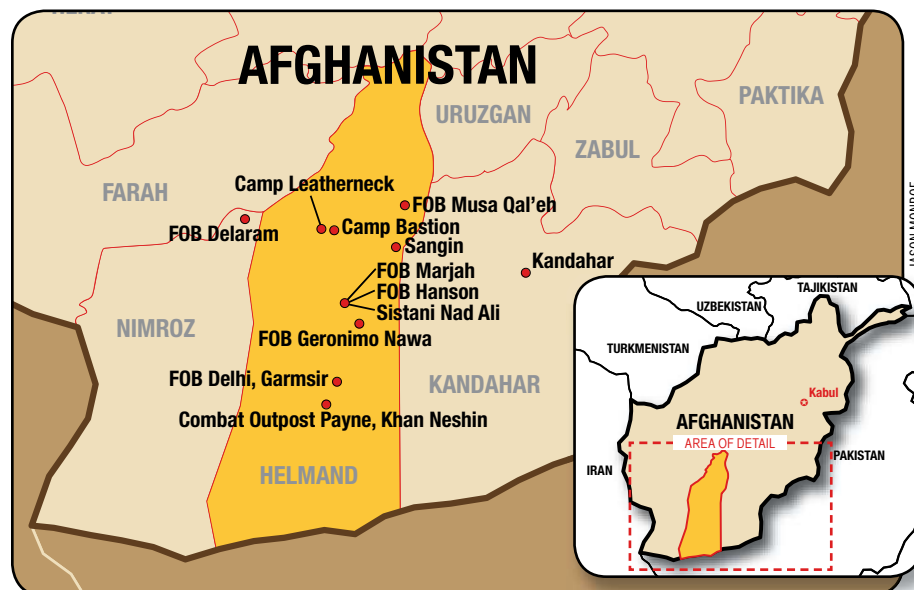 AFGHANISTAN
URUZGAN
PAKTIKA
ZABUL
FARAH
Camp Leatherneck
FOB Musa Qal’eh
FOB Delaram
Camp Bastion
Sangin
Kandahar
FOB Marjah
FOB Hanson
Sistani Nad Ali
NIMROZ
FOB Geronimo Nawa
FOB Delhi, Garmsir
KANDAHAR
Combat Outpost Payne, Khan Neshin
HELMAND
JASON MONROE
TAJIKISTAN
UZBEKISTAN
TURKMENISTAN
Kabul
AFGHANISTAN
AREA OF DETAIL
IRAN
PAKISTAN